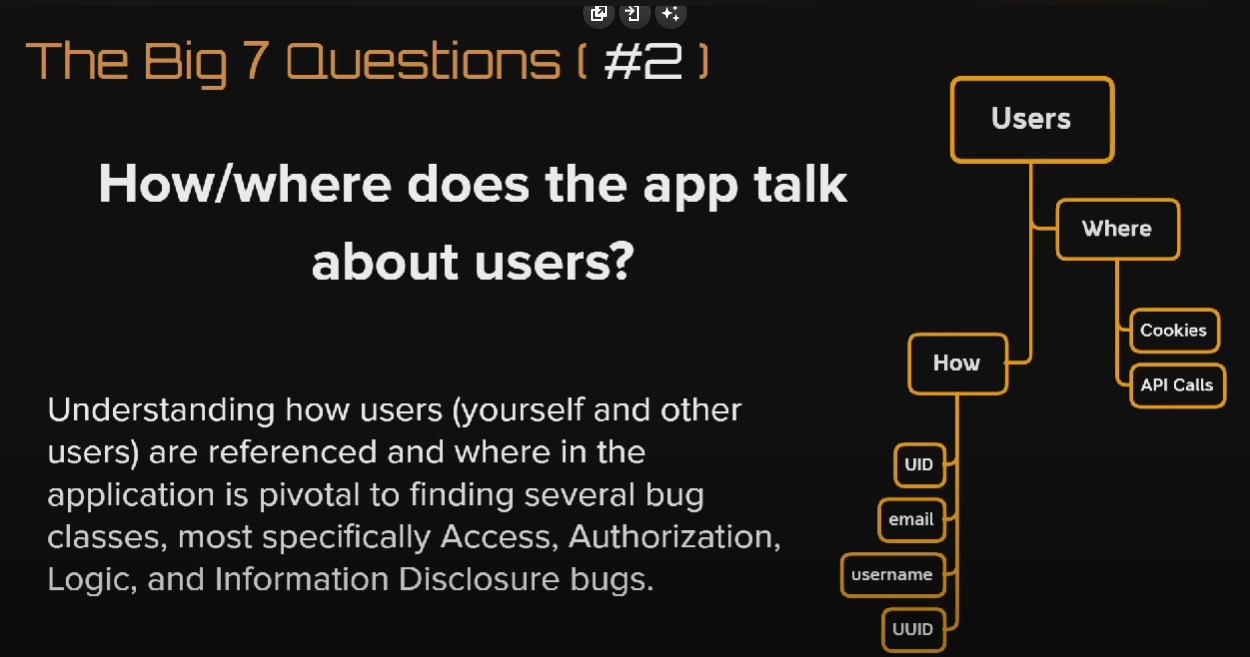 The Big 7 Questions ( #2 )
How/where does the app talk
about users?
Understanding how users (yourself and other
users) are referenced and where in the
application is pivotal to finding several bug
classes, most specifically Access, Authorization,
Logic, and Information Disclosure bugs.
Users
Where
Cookies
API Calls
How
UID
email
username
UUID